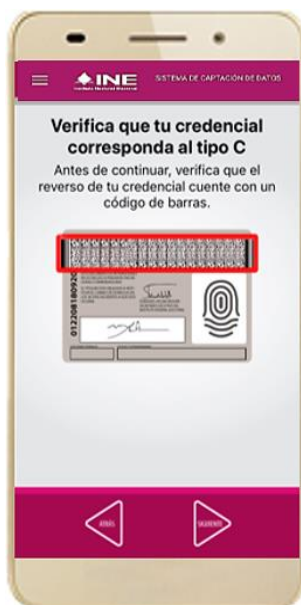 INE
Instituto Nacional Electoral
SISTEMA DE CAPTACIÓN DE DATOS
Verifica que tu credencial
corresponda al tipo C
Antes de continuar, verifica que el
reverso de tu credencial cuente con un
código de barras.
ATRÁS
SIGUIENTE